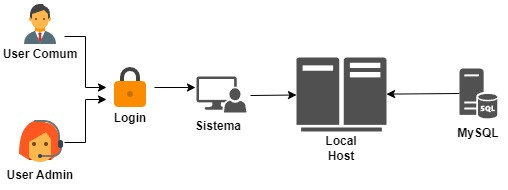 User Comum
Login
User Admin
Sistema
Local
Host
SQL
MySQL